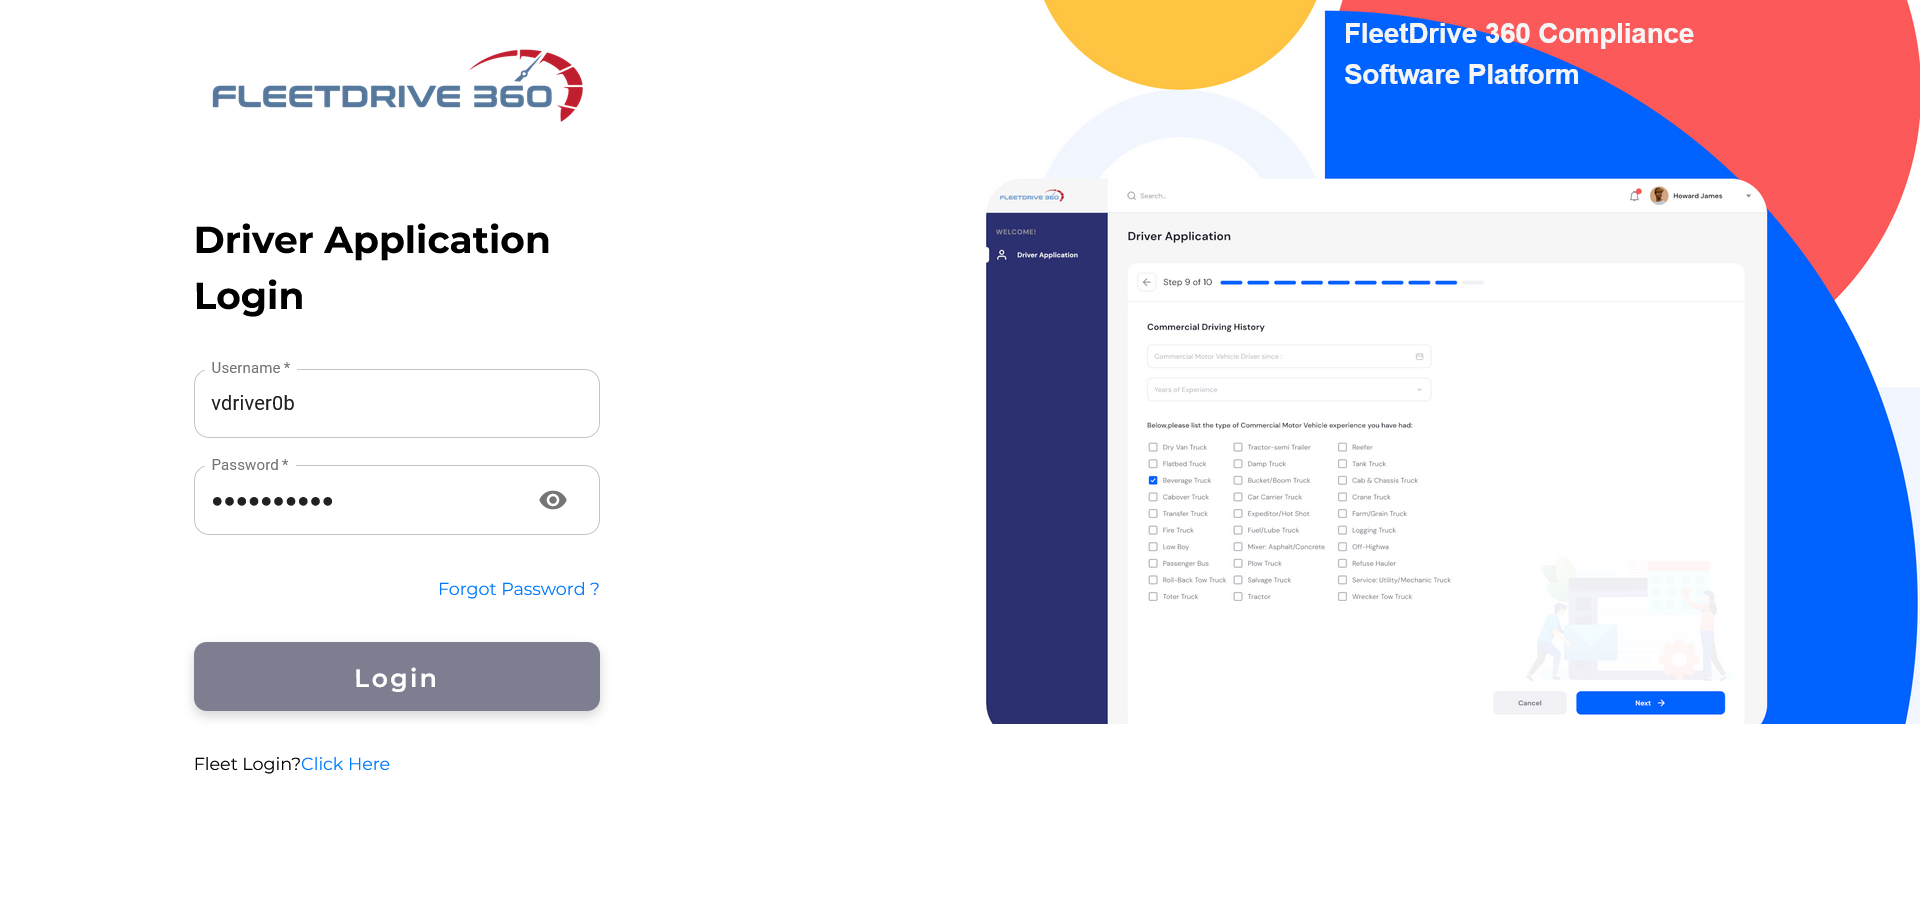 FLEETDRIVE 360
Driver Application
Login
Username *
vdriver0b
Password *
Forgot Password ?
Login
Fleet Login?Click Here
FleetDrive 360 Compliance
Software Platform
FLEETDRIVE 360
Search...
Howard James
WELCOME!
Driver Application
Driver Application
Step 9 of 10
Commercial Driving History
Commercial Motor Vehicle Driver since :
Years of Experience
Below,please list the type of Commercial Motor Vehicle experience you have had:
Dry Van Truck Tractor-semi Trailer Reefer
Flatbed Truck Damp Truck Tank Truck
Beverage Truck Bucket/Boom Truck Cab & Chassis Truck
Cabover Truck Car Carrier Truck Crane Truck
Transfer Truck Expeditor/Hot Shot Farm/Grain Truck
Fire Truck Fuel/Lube Truck Logging Truck
Low Boy Mixer: Asphalt/Concrete Off-Highwa
Passenger Bus Plow Truck Refuse Hauler
Roll-Back Tow Truck Salvage Truck Service: Utility/Mechanic Truck
Toter Truck Tractor Wrecker Tow Truck
Cancel Next